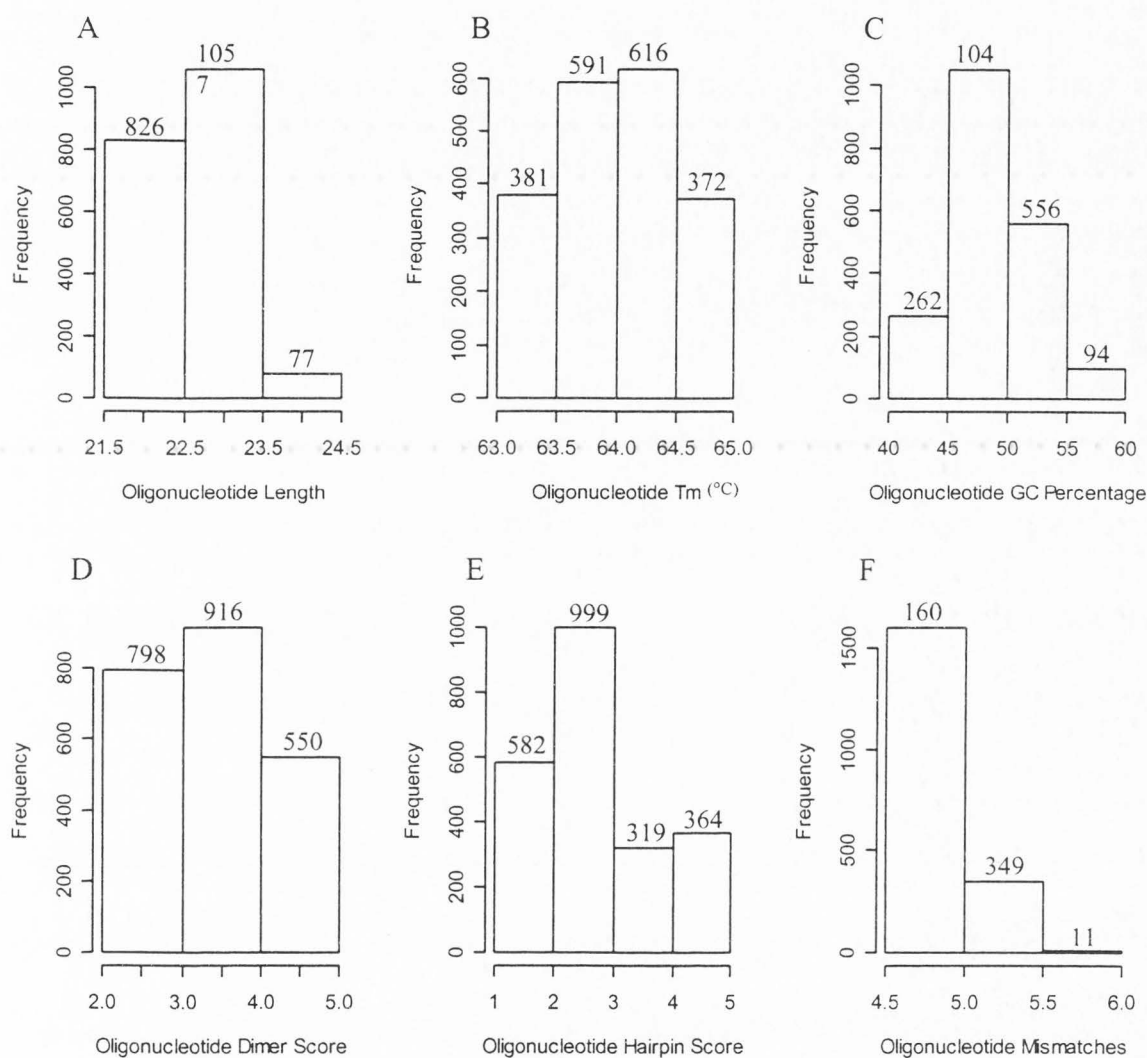 A
Frequency
0 200 400 600 800 1000
826
105
7
77
21.5 22.5 23.5 24.5
Oligonucleotide Length
B
Frequency
0 100 200 300 400 500 600
381
591
616
372
63.0 63.5 64.0 64.5 65.0
Oligonucleotide Tm (°C)
C
Frequency
0 200 400 600 800 1000
262
104
556
94
40 45 50 55 60
Oligonucleotide GC Percentage
D
Frequency
0 200 400 600 800
798
916
550
2.0 3.0 4.0 5.0
Oligonucleotide Dimer Score
E
Frequency
0 200 400 600 800 1000
582
999
319
364
1 2 3 4 5
Oligonucleotide Hairpin Score
F
Frequency
0 500 1000 1500
160
349
11
4.5 5.0 5.5 6.0
Oligonucleotide Mismatches